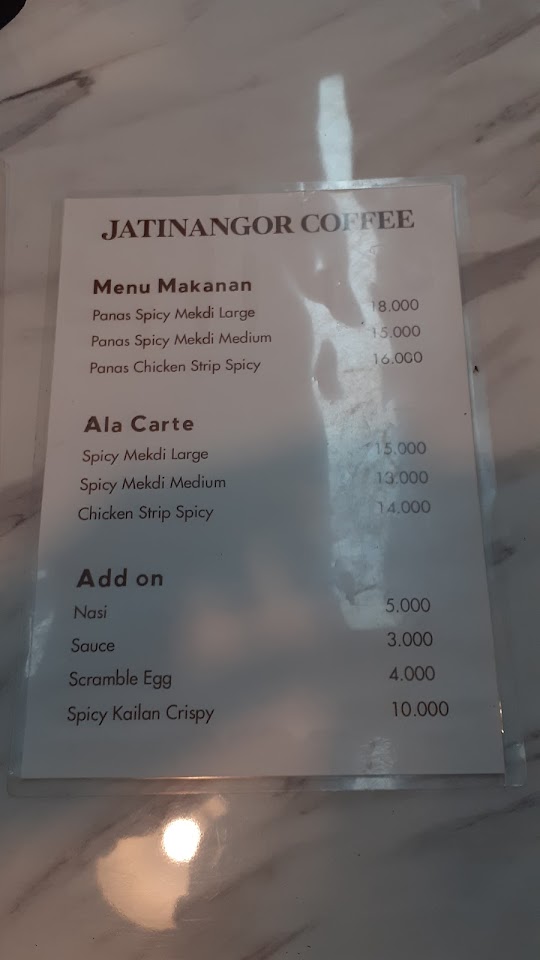 JATINANGOR COFFEE
Menu Makanan
Panas Spicy Mekdi Large 18.000
Panas Spicy Mekdi Medium 15.000
Panas Chicken Strip Spicy 16.000
Ala Carte
Spicy Mekdi Large 15.000
Spicy Mekdi Medium 13.000
Chicken Strip Spicy 14.000
Add on
Nasi 5.000
Sauce 3.000
Scramble Egg 4.000
Spicy Kailan Crispy 10.000